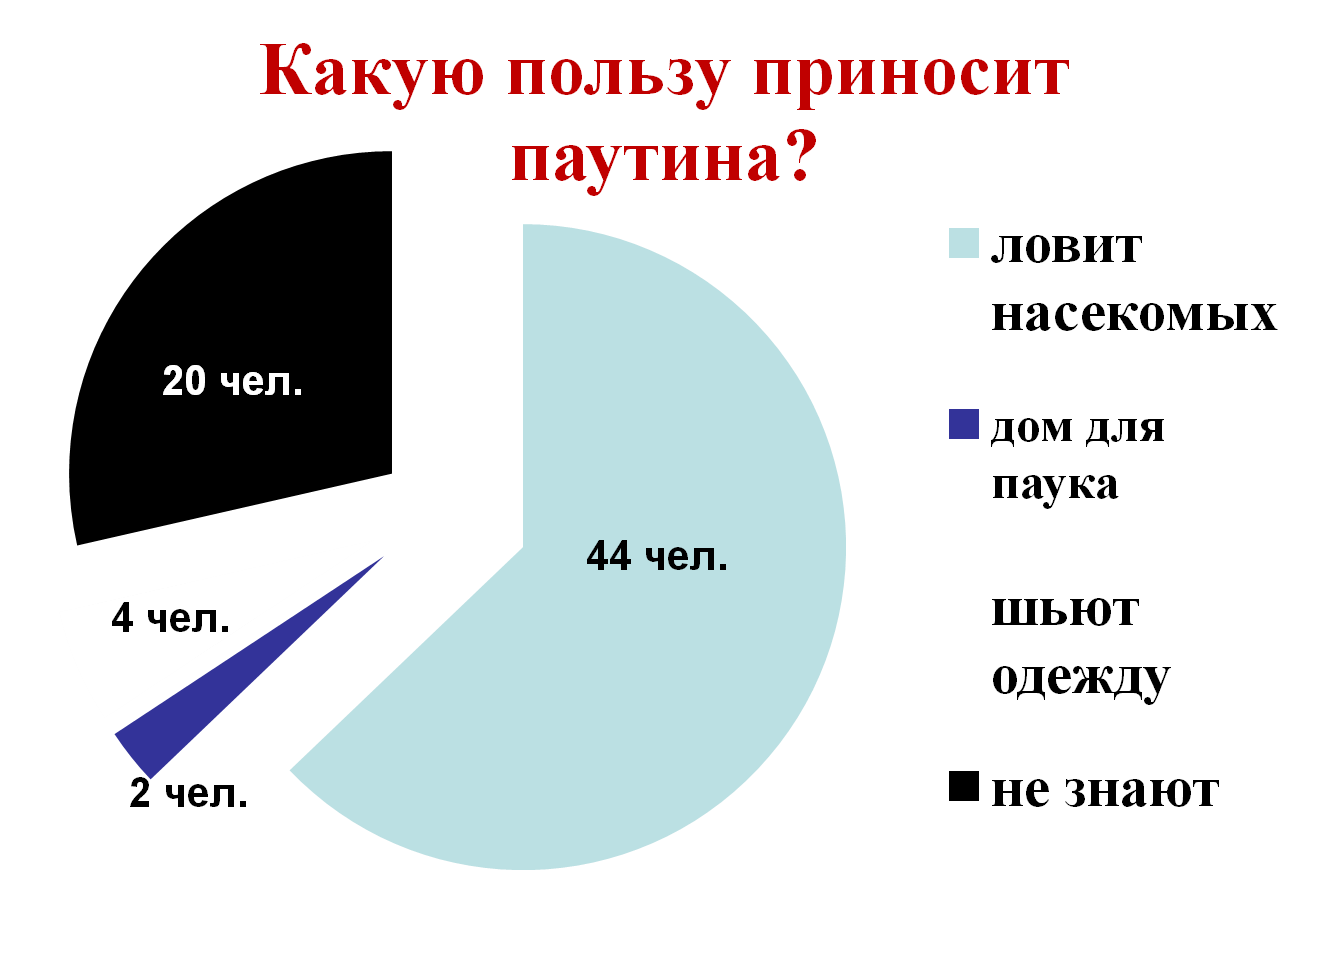 Какую пользу приносит
паутина?
20 чел.
44 чел.
4 чел.
2 чел.
ловит
насекомых
дом для
паука
шьют
одежду
не знают